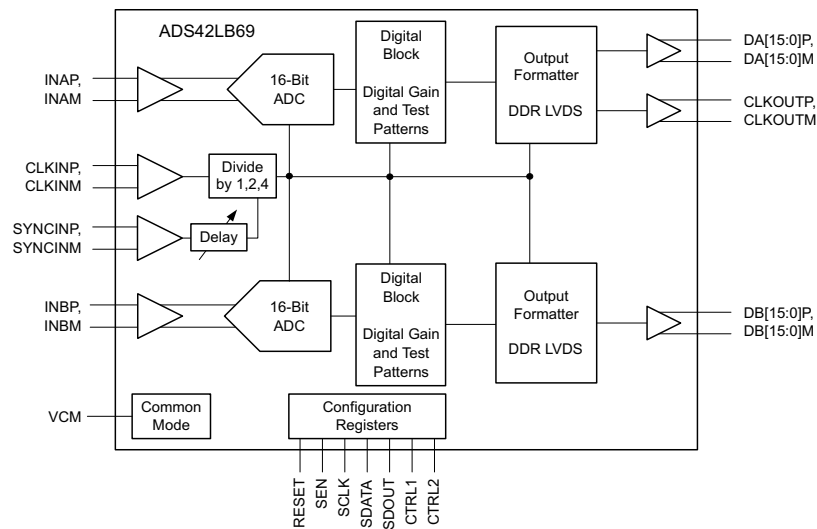 ADS42LB69
INAP,
INAM
16-Bit
ADC
Digital
Block
Digital Gain
and Test
Patterns
Output
Formatter
DDR LVDS
DA[15:0]P,
DA[15:0]M
CLKOUTP,
CLKOUTM
CLKINP,
CLKINM
Divide
by 1,2,4
SYNCINP,
SYNCINM
Delay
INBP,
INBM
16-Bit
ADC
Digital
Block
Digital Gain
and Test
Patterns
Output
Formatter
DDR LVDS
DB[15:0]P,
DB[15:0]M
VCM
Common
Mode
Configuration
Registers
RESET
SEN
SCLK
SDATA
SDOUT
CTRL1
CTRL2